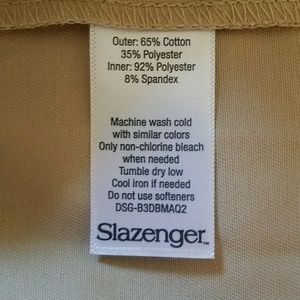 Outer: 65% Cotton
35% Polyester
Inner: 92% Polyester
8% Spandex
Machine wash cold
with similar colors
Only non-chlorine bleach
when needed
Tumble dry low
Cool iron if needed
Do not use softeners
DSG-B3DBMAQ2
Slazenger™